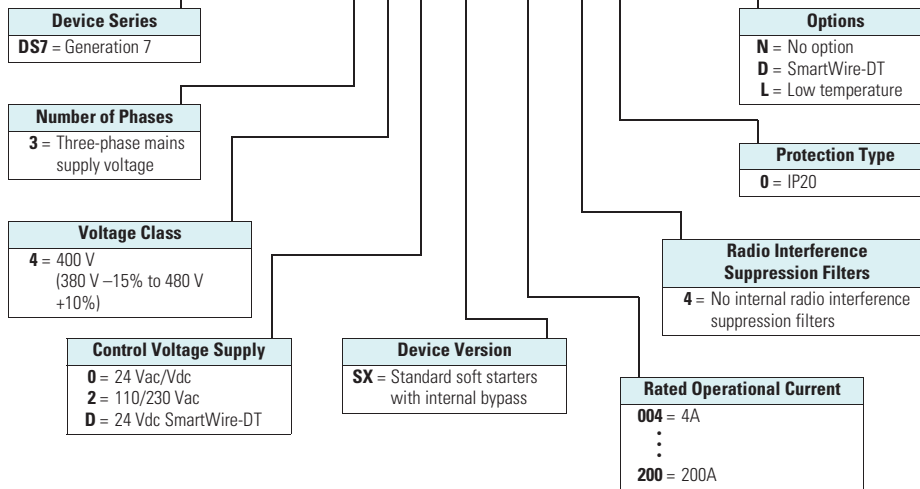 Device Series
DS7 = Generation 7
Number of Phases
3 = Three-phase mains
supply voltage
Voltage Class
4 = 400 V
(380 V –15% to 480 V
+10%)
Control Voltage Supply
0 = 24 Vac/Vdc
2 = 110/230 Vac
D = 24 Vdc SmartWire-DT
Device Version
SX = Standard soft starters
with internal bypass
Options
N = No option
D = SmartWire-DT
L = Low temperature
Protection Type
0 = IP20
Radio Interference
Suppression Filters
4 = No internal radio interference
suppression filters
Rated Operational Current
004 = 4A
200 = 200A